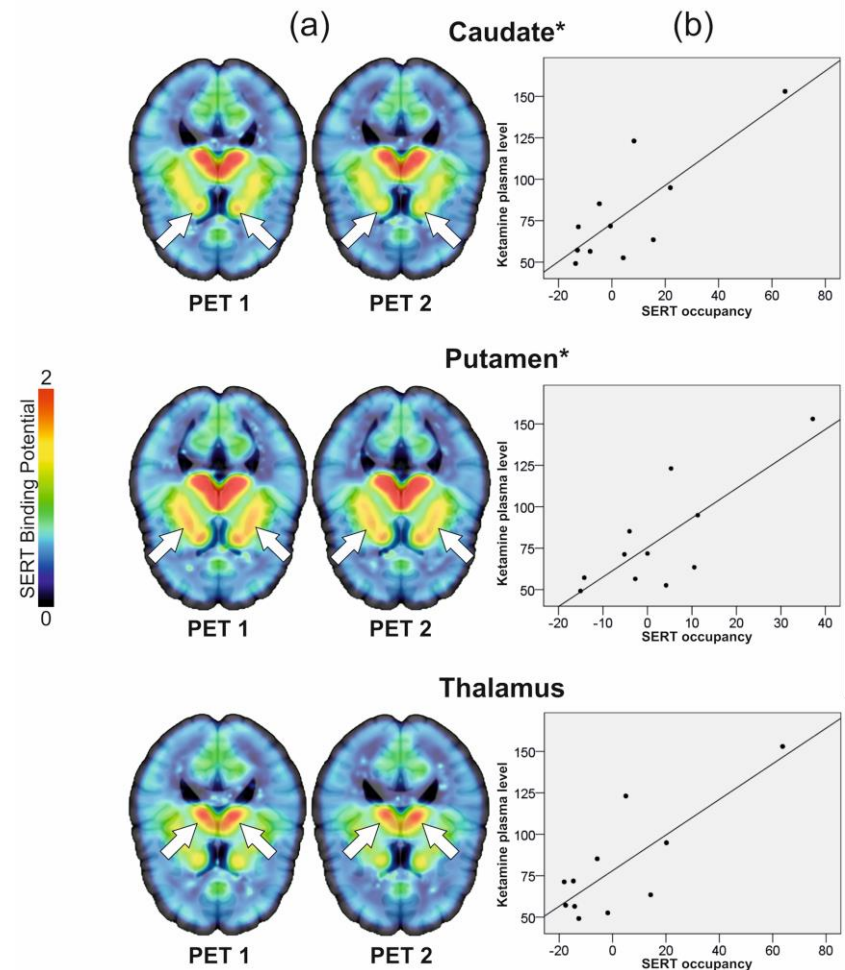 (a)
(b)
Caudate*
PET 1
PET 2
Ketamine plasma level
150
125
100
75
50
-20
0
20
40
60
80
SERT occupancy
Putamen*
2
SERT Binding Potential
0
PET 1
PET 2
Ketamine plasma level
150
125
100
75
50
-20
-10
0
10
20
30
40
SERT occupancy
Thalamus
PET 1
PET 2
Ketamine plasma level
150
125
100
75
50
-20
0
20
40
60
80
SERT occupancy